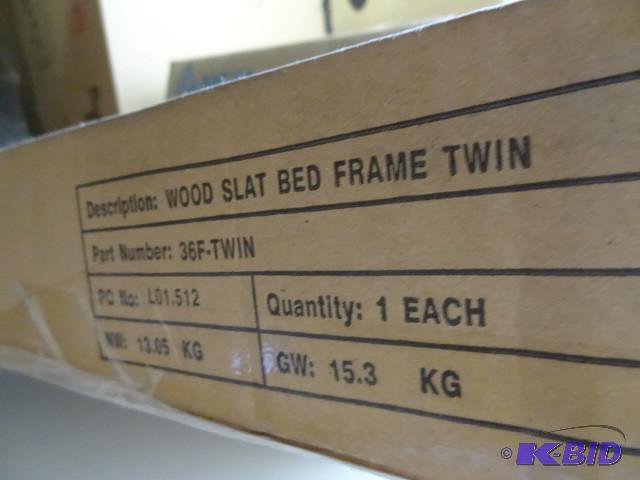 Description: WOOD SLAT BED FRAME TWIN
Part Number: 36F-TWIN
PO No: L01.512
Quantity: 1 EACH
NW: 13.05 KG
GW: 15.3 KG
© K-BID